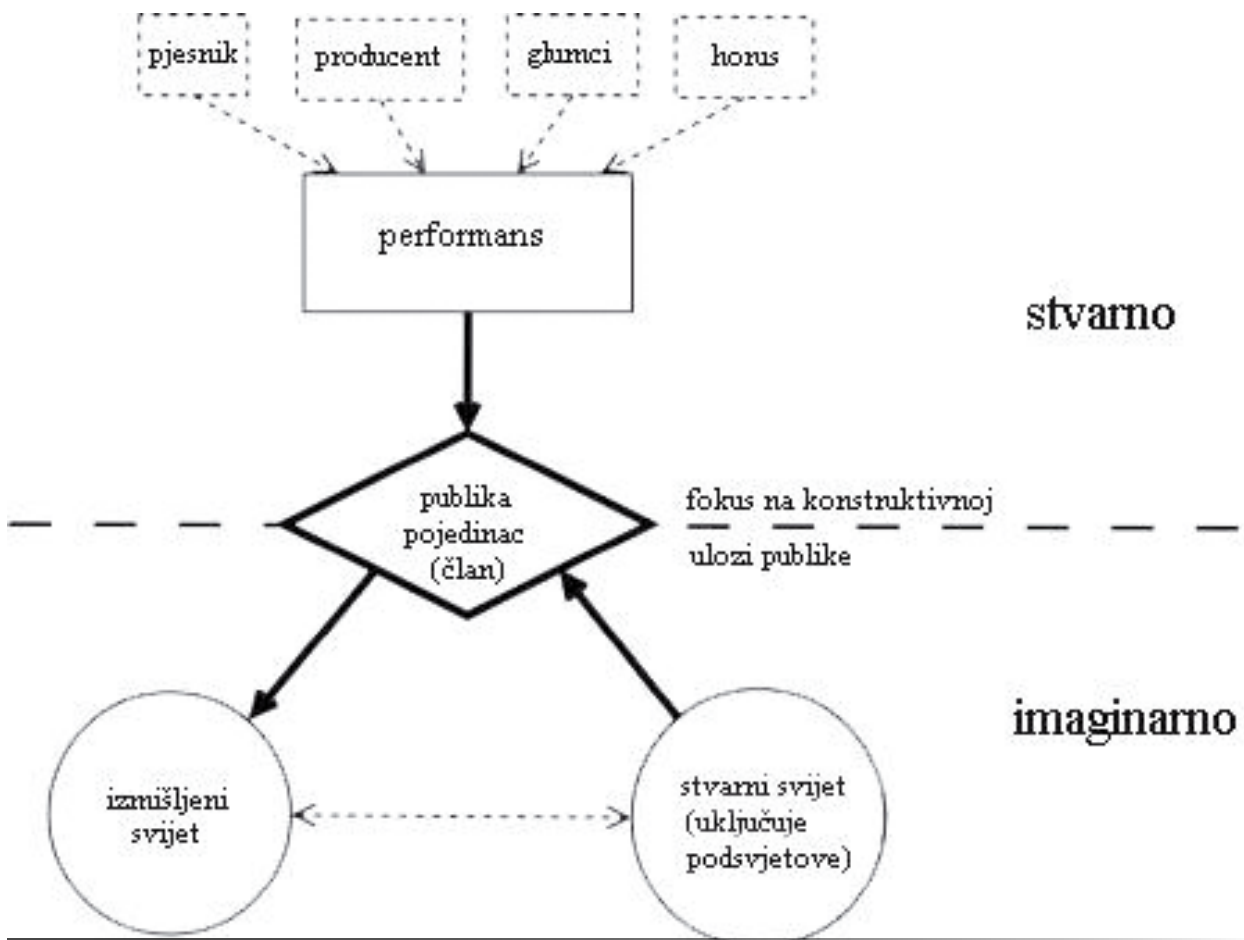 pjesnik
producent
glumci
horus
performans
stvarno
publika
pojedinac
(član)
fokus na konstruktivnoj
ulozi publike
imaginarno
izmišljeni
svijet
stvarni svijet
(uključuje
podsvjetove)